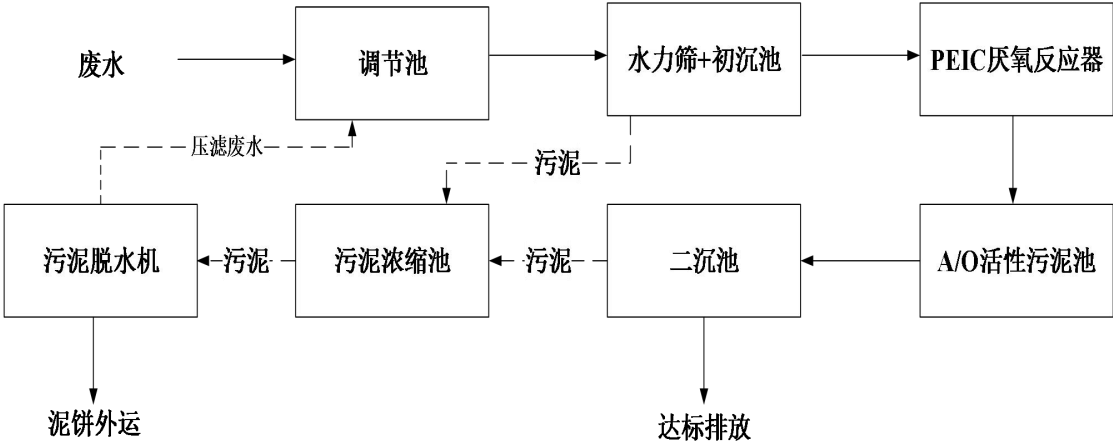 废水
调节池
水力筛+初沉池
PEIC厌氧反应器
压滤废水
污泥
污泥脱水机
污泥
污泥浓缩池
污泥
二沉池
A/O活性污泥池
泥饼外运
达标排放